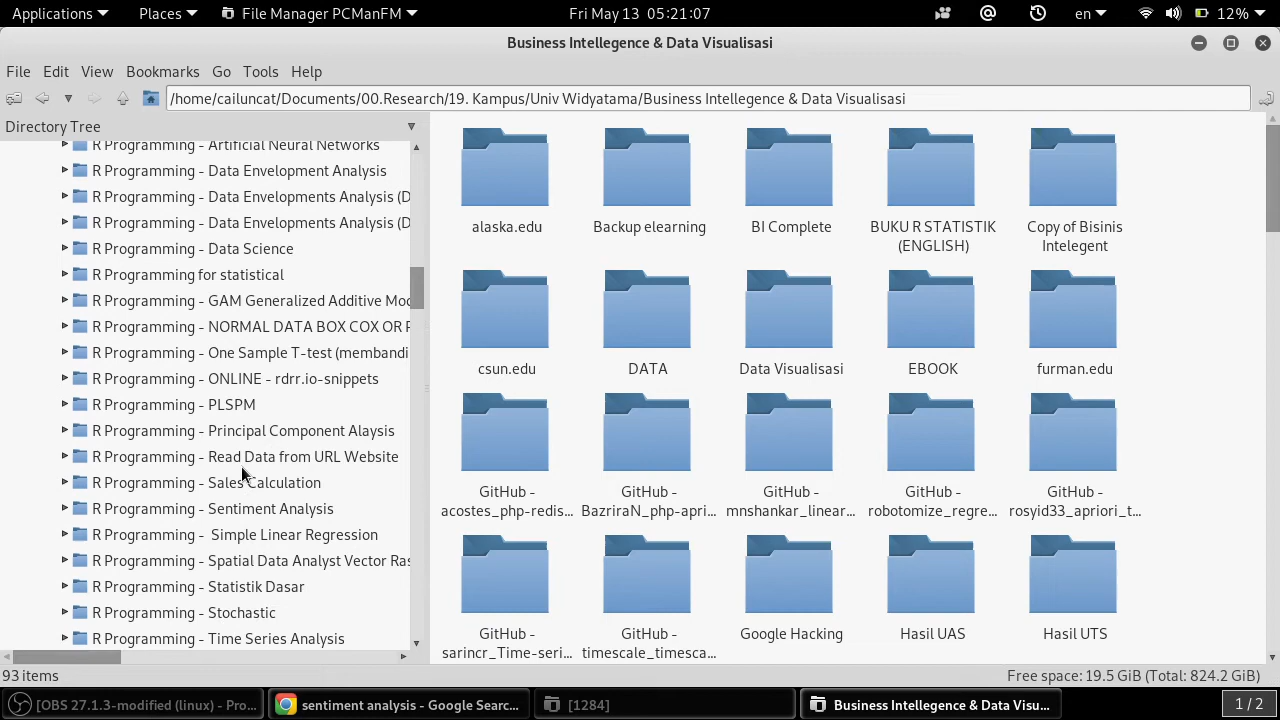 Applications Places File Manager PCManFM Fri May 13 05:21:07 en 12%
Business Intellegence & Data Visualisasi
File Edit View Bookmarks Go Tools Help
/home/cailuncat/Documents/00.Research/19. Kampus/Univ Widyatama/Business Intellegence & Data Visualisasi
Directory Tree
R Programming - Artificial Neural Networks
R Programming - Data Envelopment Analysis
R Programming - Data Envelopments Analysis (D
R Programming - Data Envelopments Analysis (D
R Programming - Data Science
R Programming for statistical
R Programming - GAM Generalized Additive Moc
R Programming - NORMAL DATA BOX COX OR F
R Programming - One Sample T-test (membandi
R Programming - ONLINE - rdrr.io-snippets
R Programming - PLSPM
R Programming - Principal Component Alaysis
R Programming - Read Data from URL Website
R Programming - Sales Calculation
R Programming - Sentiment Analysis
R Programming -  Simple Linear Regression
R Programming - Spatial Data Analyst Vector Ras
R Programming - Statistik Dasar
R Programming - Stochastic
R Programming - Time Series Analysis
alaska.edu
Backup elearning
BI Complete
BUKU R STATISTIK
(ENGLISH)
Copy of Bisinis
Intelegent
csun.edu
DATA
Data Visualisasi
EBOOK
furman.edu
GitHub -
acostes_php-redis...
GitHub -
BazriraN_php-apri...
GitHub -
mnshankar_linear...
GitHub -
robotomize_regre...
GitHub -
rosyid33_apriori_t...
GitHub -
sarincr_Time-seri...
GitHub -
timescale_timesca...
Google Hacking
Hasil UAS
Hasil UTS
93 items
Free space: 19.5 GiB (Total: 824.2 GiB)
[OBS 27.1.3-modified (linux) - Pro...
sentiment analysis - Google Searc...
[1284]
Business Intellegence & Data Visu...
1 / 2